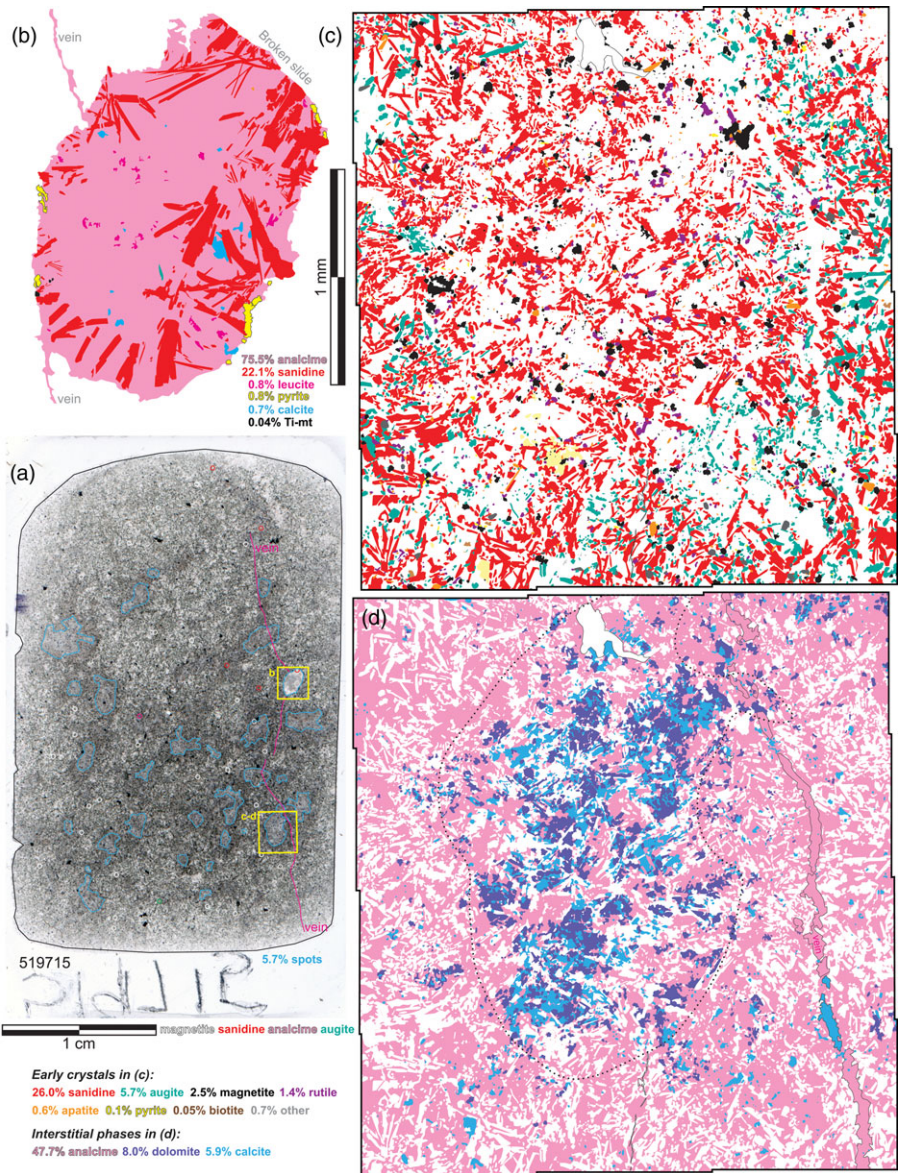 (b)
vein
Broken slide
1 mm
75.5% analcime
22.1% sanidine
0.8% leucite
0.8% pyrite
0.7% calcite
0.04% Ti-mt
vein
(c)
(a)
vein
b
c-d
vein
5.7% spots
519715
magnetite sanidine analcime augite
1 cm
Early crystals in (c):
26.0% sanidine 5.7% augite 2.5% magnetite 1.4% rutile
0.6% apatite 0.1% pyrite 0.05% biotite 0.7% other
Interstitial phases in (d):
47.7% analcime 8.0% dolomite 5.9% calcite
(d)
vein